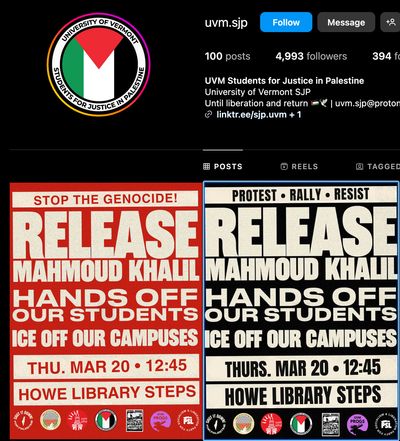 UNIVERSITY OF VERMONT
STUDENTS FOR JUSTICE IN PALESTINE
uvm.sjp
Follow
Message
100 posts
4,993 followers
394 fo
UVM Students for Justice in Palestine
University of Vermont SJP
Until liberation and return 🇵🇸🕊️ | uvm.sjp@proton
linktr.ee/sjp.uvm + 1
POSTS
REELS
TAGGED
STOP THE GENOCIDE!
RELEASE
MAHMOUD KHALIL
HANDS OFF
OUR STUDENTS
ICE OFF OUR CAMPUSES
THU. MAR 20 • 12:45
HOWE LIBRARY STEPS
PROTEST • RALLY • RESIST
RELEASE
MAHMOUD KHALIL
HANDS OFF
OUR STUDENTS
ICE OFF OUR CAMPUSES
THURS. MAR 20 • 12:45
HOWE LIBRARY STEPS